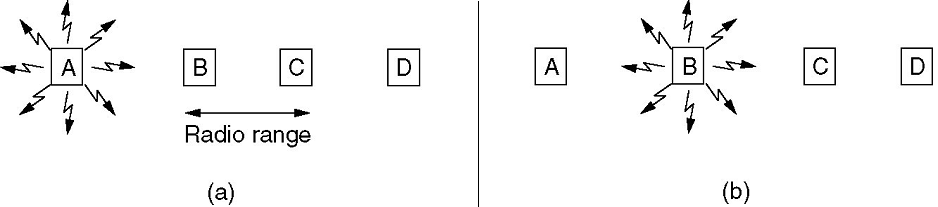 A B C D
Radio range
(a)
A B C D
(b)